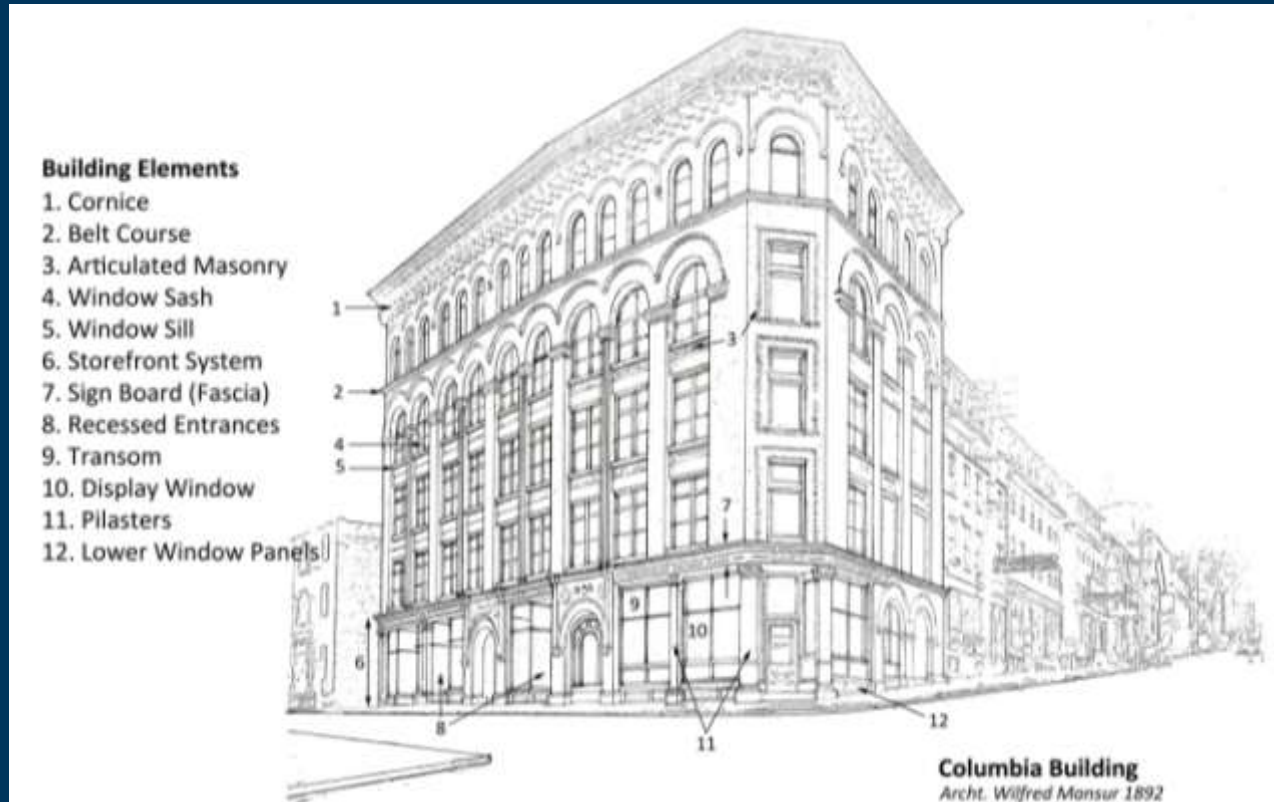 Building Elements
1. Cornice
2. Belt Course
3. Articulated Masonry
4. Window Sash
5. Window Sill
6. Storefront System
7. Sign Board (Fascia)
8. Recessed Entrances
9. Transom
10. Display Window
11. Pilasters
12. Lower Window Panels
1
2
3
4
5
7
9
10
6
8
11
12
Columbia Building
Archt. Wilfred Mansur 1892